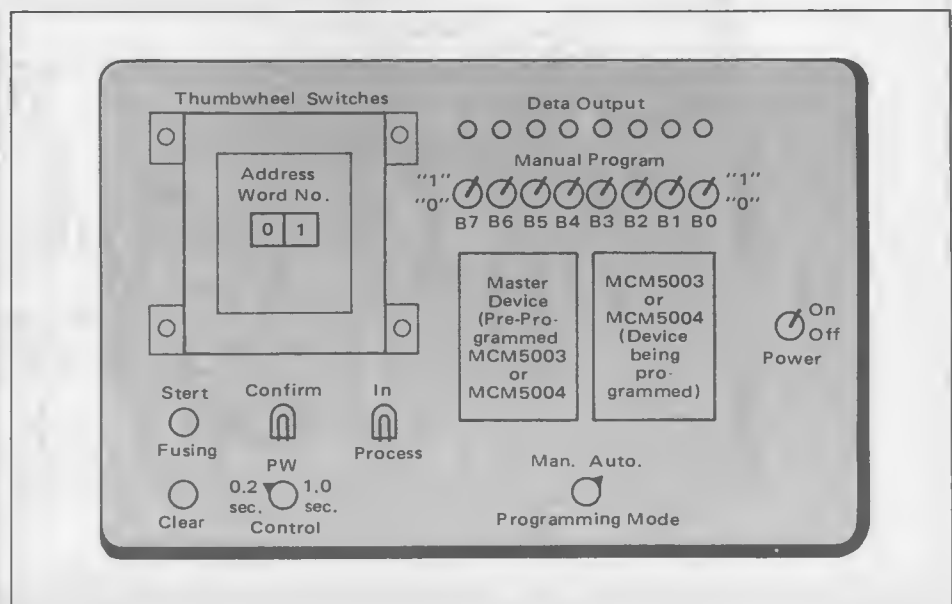 Thumbwheel Switches
Address
Word No.
0 1
Deta Output
Manual Program
"1" "1"
"0" "0"
B7 B6 B5 B4 B3 B2 B1 B0
Master
Device
(Pre-Pro-
grammed
MCM5003
or
MCM5004
MCM5003
or
MCM5004
(Device
being
pro-
grammed)
On
Off
Power
Stert
Fusing
Confirm
In
Process
Clear
PW
0.2 1.0
sec. sec.
Control
Man. Auto.
Programming Mode